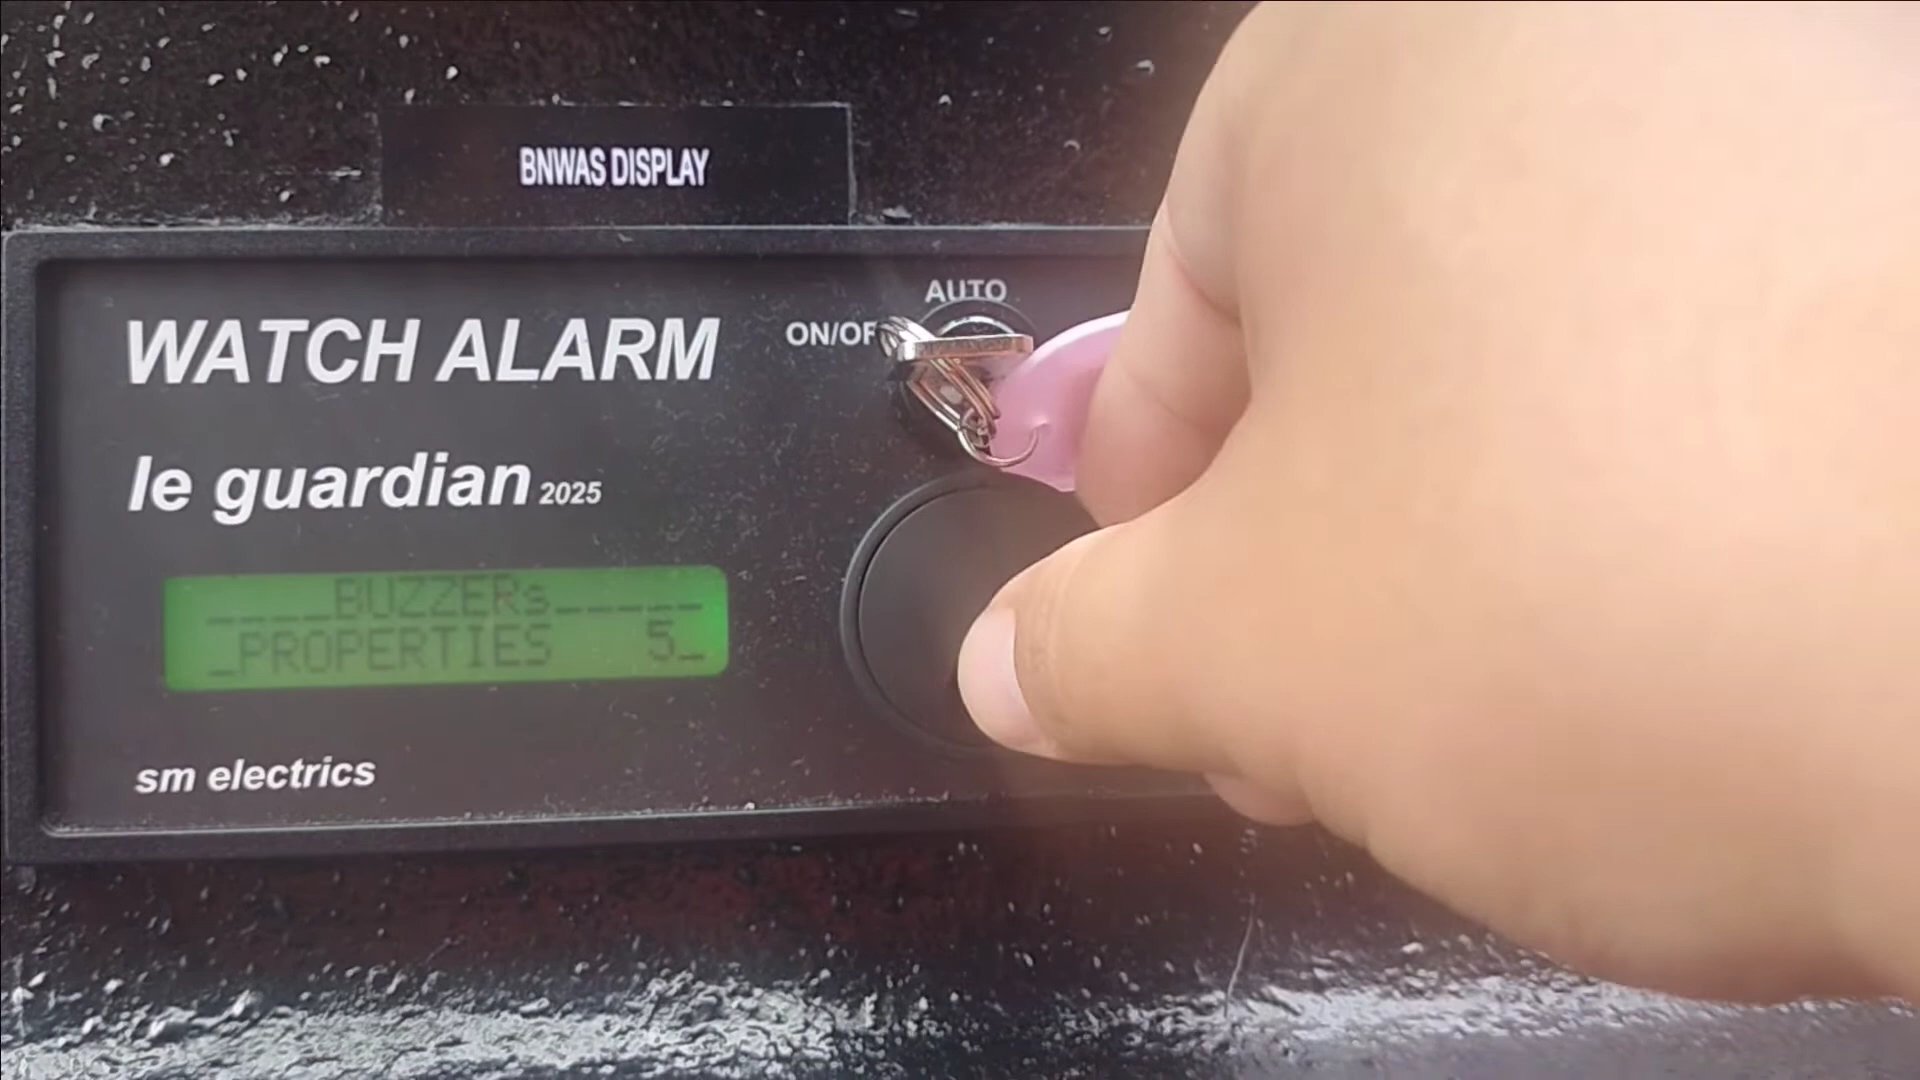 BNWAS DISPLAY
AUTO
ON/OF
WATCH ALARM
le guardian 2025
____BUZZERs_____
_PROPERTIES   5_
sm electrics